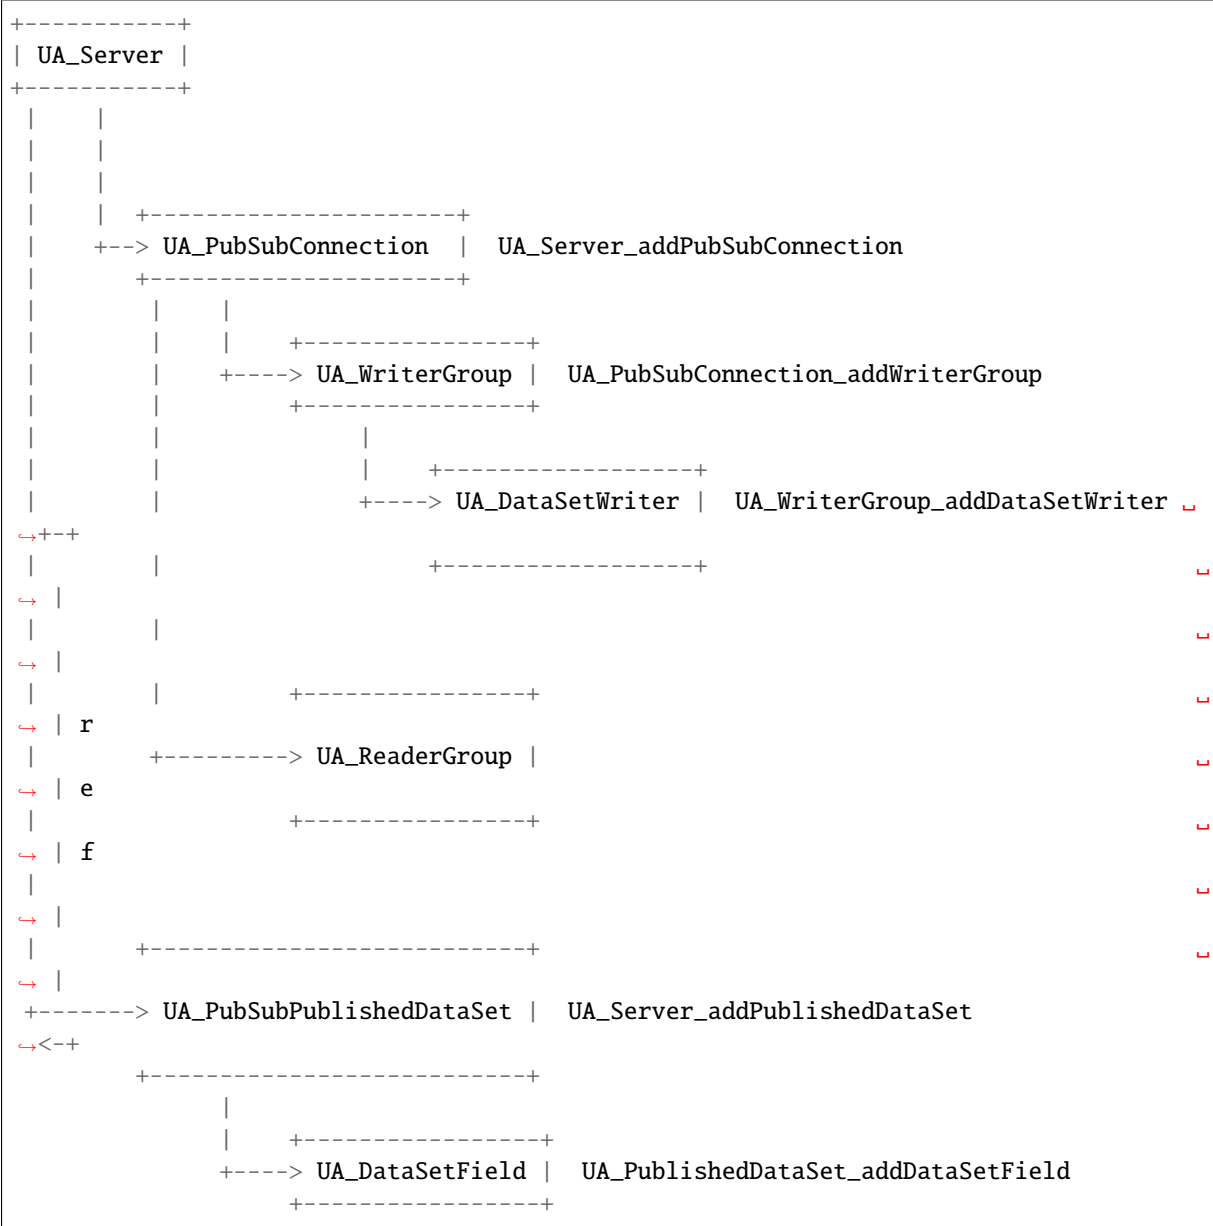 +-----------+
| UA_Server |
+-----------+
 |    |
 |    |
 |    |
 |    |  +----------------------+
 |    +--> UA_PubSubConnection  |  UA_Server_addPubSubConnection
 |       +----------------------+
 |        |    |
 |        |    |    +----------------+
 |        |    +----> UA_WriterGroup |  UA_PubSubConnection_addWriterGroup
 |        |         +----------------+
 |        |              |
 |        |              |    +------------------+
 |        |              +----> UA_DataSetWriter |  UA_WriterGroup_addDataSetWriter ␣
↪+-+
 |        |                   +------------------+                                   ␣
↪ |
 |        |                                                                          ␣
↪ |
 |        |         +----------------+                                               ␣
↪ | r
 |        +---------> UA_ReaderGroup |                                               ␣
↪ | e
 |                  +----------------+                                               ␣
↪ | f
 |                                                                                   ␣
↪ |
 |       +---------------------------+                                               ␣
↪ |
 +-------> UA_PubSubPublishedDataSet |  UA_Server_addPublishedDataSet
↪<-+
         +---------------------------+
               |
               |    +-----------------+
               +----> UA_DataSetField |  UA_PublishedDataSet_addDataSetField
                    +-----------------+